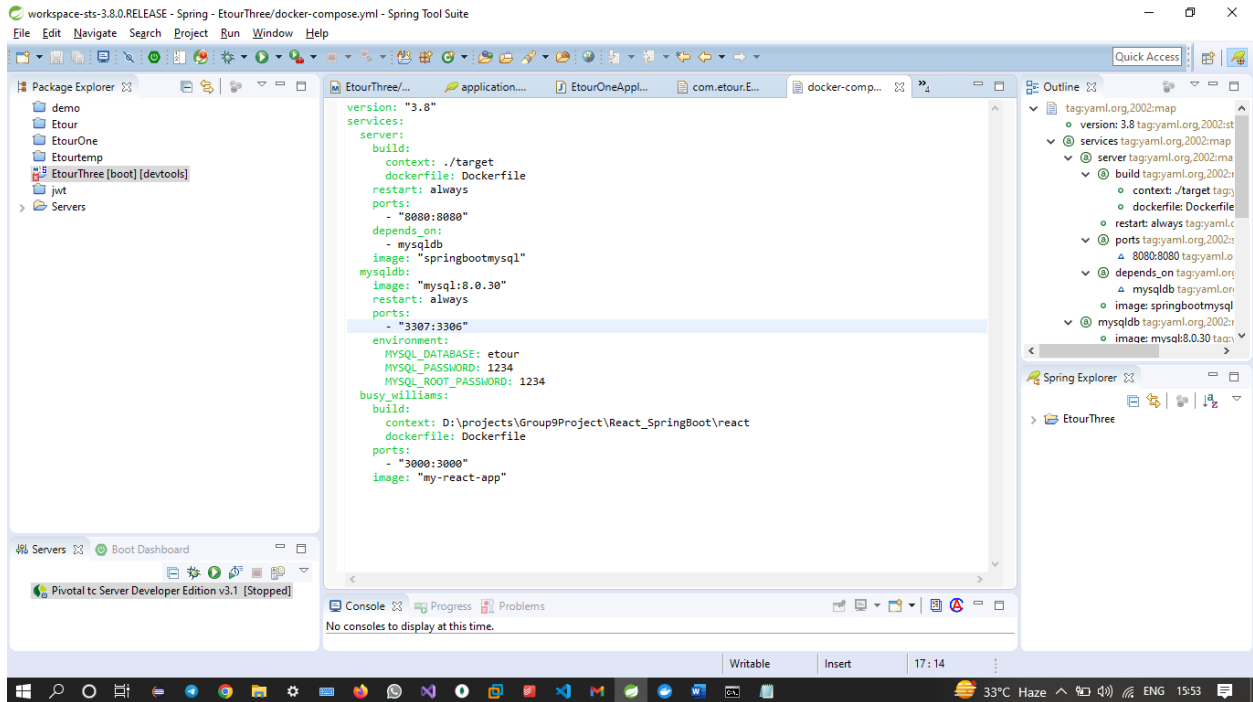 workspace-sts-3.8.0.RELEASE - Spring - EtourThree/docker-compose.yml - Spring Tool Suite
File Edit Navigate Search Project Run Window Help
Quick Access
Package Explorer
demo
Etour
EtourOne
Etourtemp
EtourThree [boot] [devtools]
jwt
Servers
EtourThree/... application.... EtourOneAppl... com.etour.E... docker-comp... »4
version: "3.8"
services:
server:
build:
context: ./target
dockerfile: Dockerfile
restart: always
ports:
- "8080:8080"
depends_on:
- mysqldb
image: "springbootmysql"
mysqldb:
image: "mysql:8.0.30"
restart: always
ports:
- "3307:3306"
environment:
MYSQL_DATABASE: etour
MYSQL_PASSWORD: 1234
MYSQL_ROOT_PASSWORD: 1234
busy_williams:
build:
context: D:\projects\Group9Project\React_SpringBoot\react
dockerfile: Dockerfile
ports:
- "3000:3000"
image: "my-react-app"
Outline
tag:yaml.org,2002:map
version: 3.8 tag:yaml.org,2002:st
services tag:yaml.org,2002:map
server tag:yaml.org,2002:ma
build tag:yaml.org,2002:r
context: ./target tag:y
dockerfile: Dockerfile
restart: always tag:yaml.o
ports tag:yaml.org,2002:s
8080:8080 tag:yaml.o
depends_on tag:yaml.org
mysqldb tag:yaml.org
image: springbootmysql
mysqldb tag:yaml.org,2002:r
image: mysql:8.0.30 tag:y
Spring Explorer
EtourThree
Servers Boot Dashboard
Pivotal tc Server Developer Edition v3.1 [Stopped]
Console Progress Problems
No consoles to display at this time.
Writable Insert 17 : 14
33°C Haze ENG 15:53